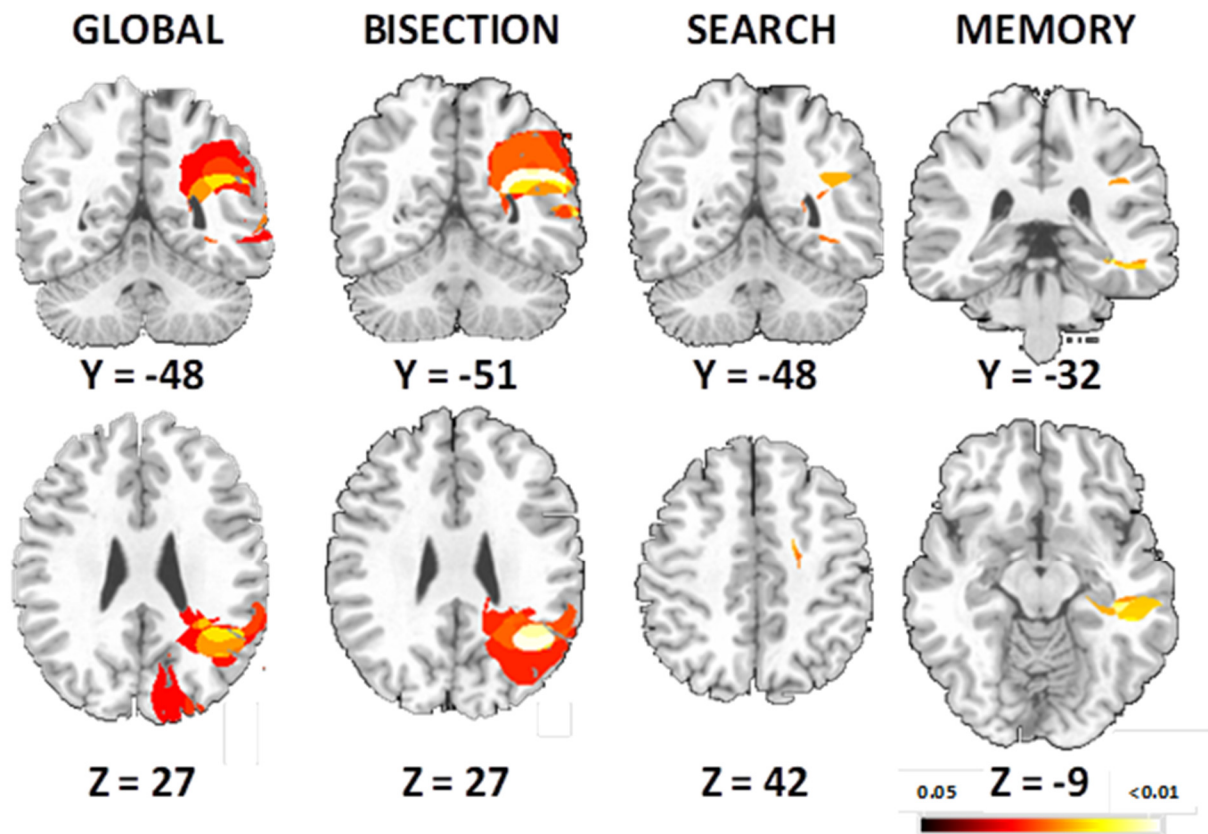 GLOBAL BISECTION SEARCH MEMORY
Y = -48 Y = -51 Y = -48 Y = -32
Z = 27 Z = 27 Z = 42 Z = -9
0.05 <0.01